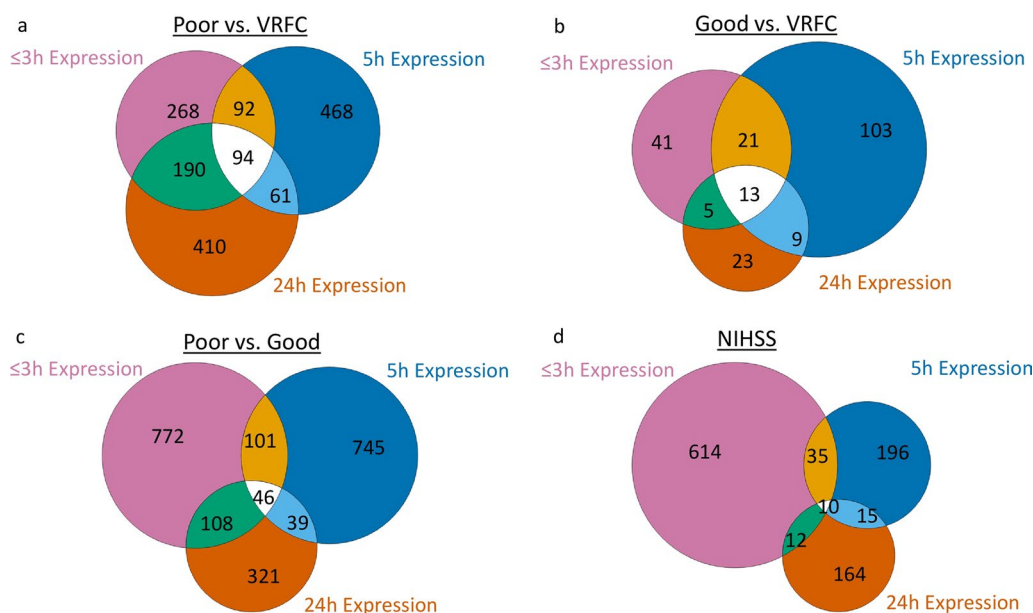 a
Poor vs. VRFC
≤3h Expression
5h Expression
268
92
468
190
94
61
410
24h Expression
b
Good vs. VRFC
≤3h Expression
5h Expression
41
21
103
5
13
9
23
24h Expression
c
Poor vs. Good
≤3h Expression
5h Expression
772
101
745
108
46
39
321
24h Expression
d
NIHSS
≤3h Expression
5h Expression
614
35
196
10
15
12
164
24h Expression